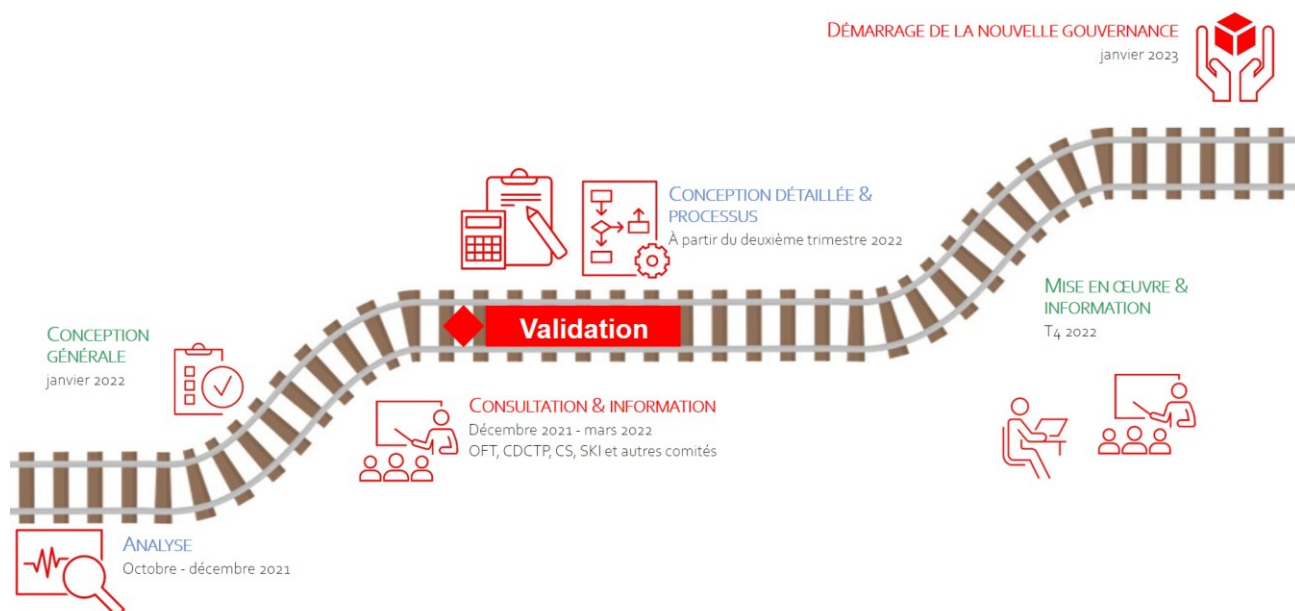 DÉMARRAGE DE LA NOUVELLE GOUVERNANCE
janvier 2023
CONCEPTION DÉTAILLÉE &
PROCESSUS
À partir du deuxième trimestre 2022
MISE EN ŒUVRE &
INFORMATION
T4 2022
Validation
CONCEPTION
GÉNÉRALE
janvier 2022
CONSULTATION & INFORMATION
Décembre 2021 - mars 2022
OFT, CDCTP, CS, SKI et autres comités
ANALYSE
Octobre - décembre 2021